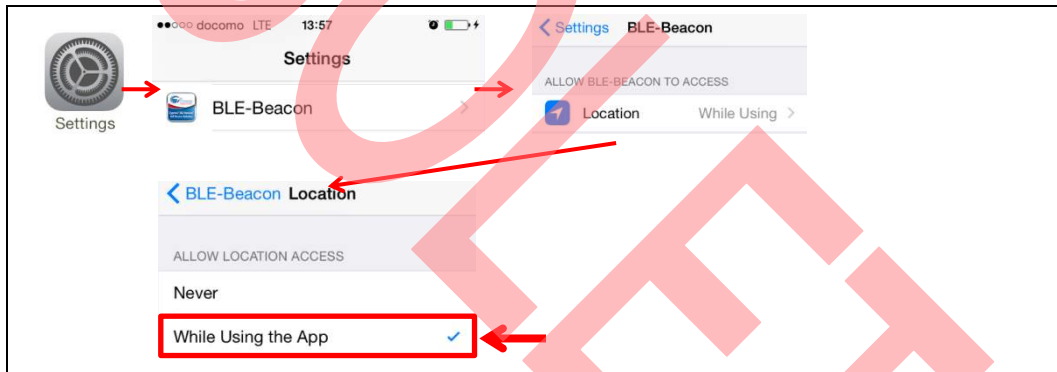 ●●○○○ docomo LTE 13:57
Settings
Settings
BLE-Beacon
Settings BLE-Beacon
ALLOW BLE-BEACON TO ACCESS
Location While Using
BLE-Beacon Location
ALLOW LOCATION ACCESS
Never
While Using the App